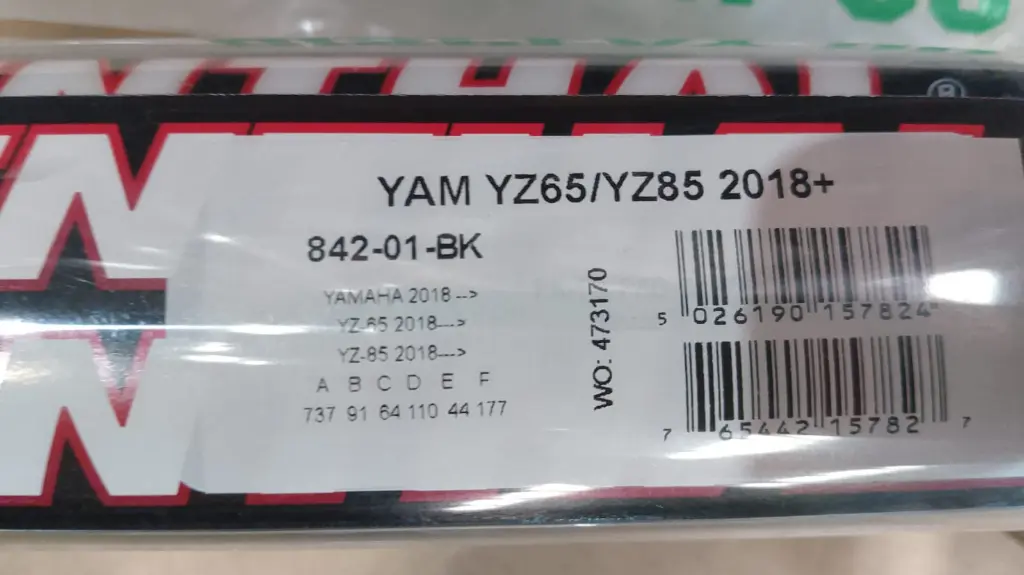 NTHAL ®
YAM YZ65/YZ85 2018+
842-01-BK
YAMAHA 2018-->
YZ-65 2018--->
YZ-85 2018--->
A B C D E F
737 91 64 110 44 177
WO: 473170
5 026190 157824
7 65442 15782 7